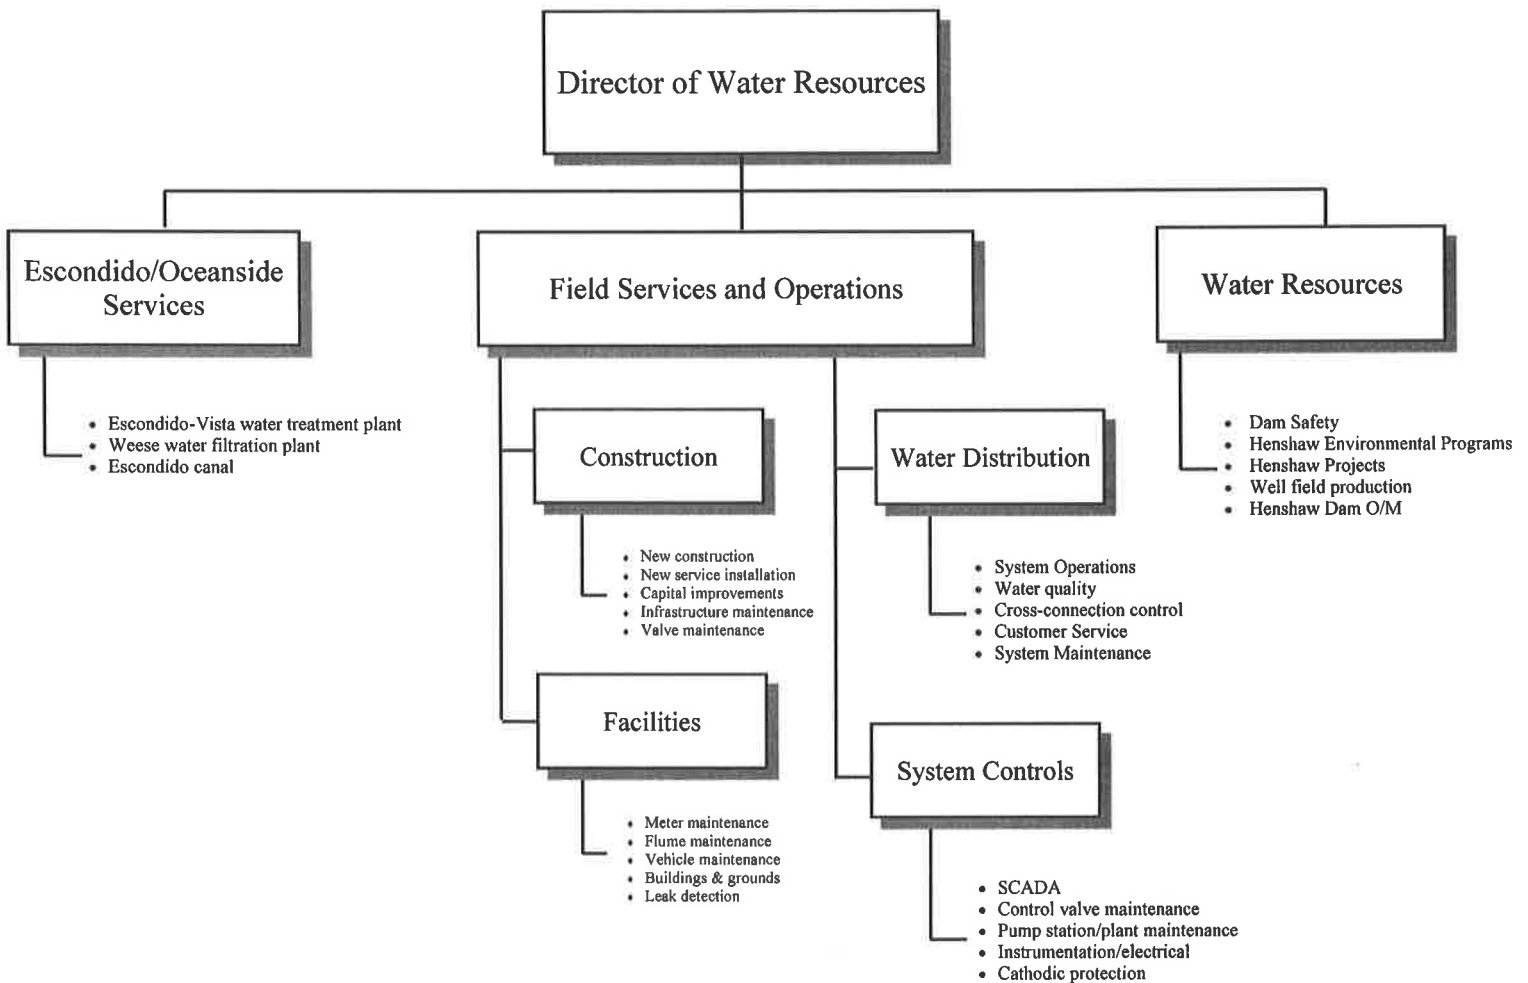 Director of Water Resources
Escondido/Oceanside
Services
• Escondido-Vista water treatment plant
• Weese water filtration plant
• Escondido canal
Field Services and Operations
Construction
• New construction
• New service installation
• Capital improvements
• Infrastructure maintenance
• Valve maintenance
Facilities
• Meter maintenance
• Flume maintenance
• Vehicle maintenance
• Buildings & grounds
• Leak detection
Water Distribution
• System Operations
• Water quality
• Cross-connection control
• Customer Service
• System Maintenance
System Controls
• SCADA
• Control valve maintenance
• Pump station/plant maintenance
• Instrumentation/electrical
• Cathodic protection
Water Resources
• Dam Safety
• Henshaw Environmental Programs
• Henshaw Projects
• Well field production
• Henshaw Dam O/M